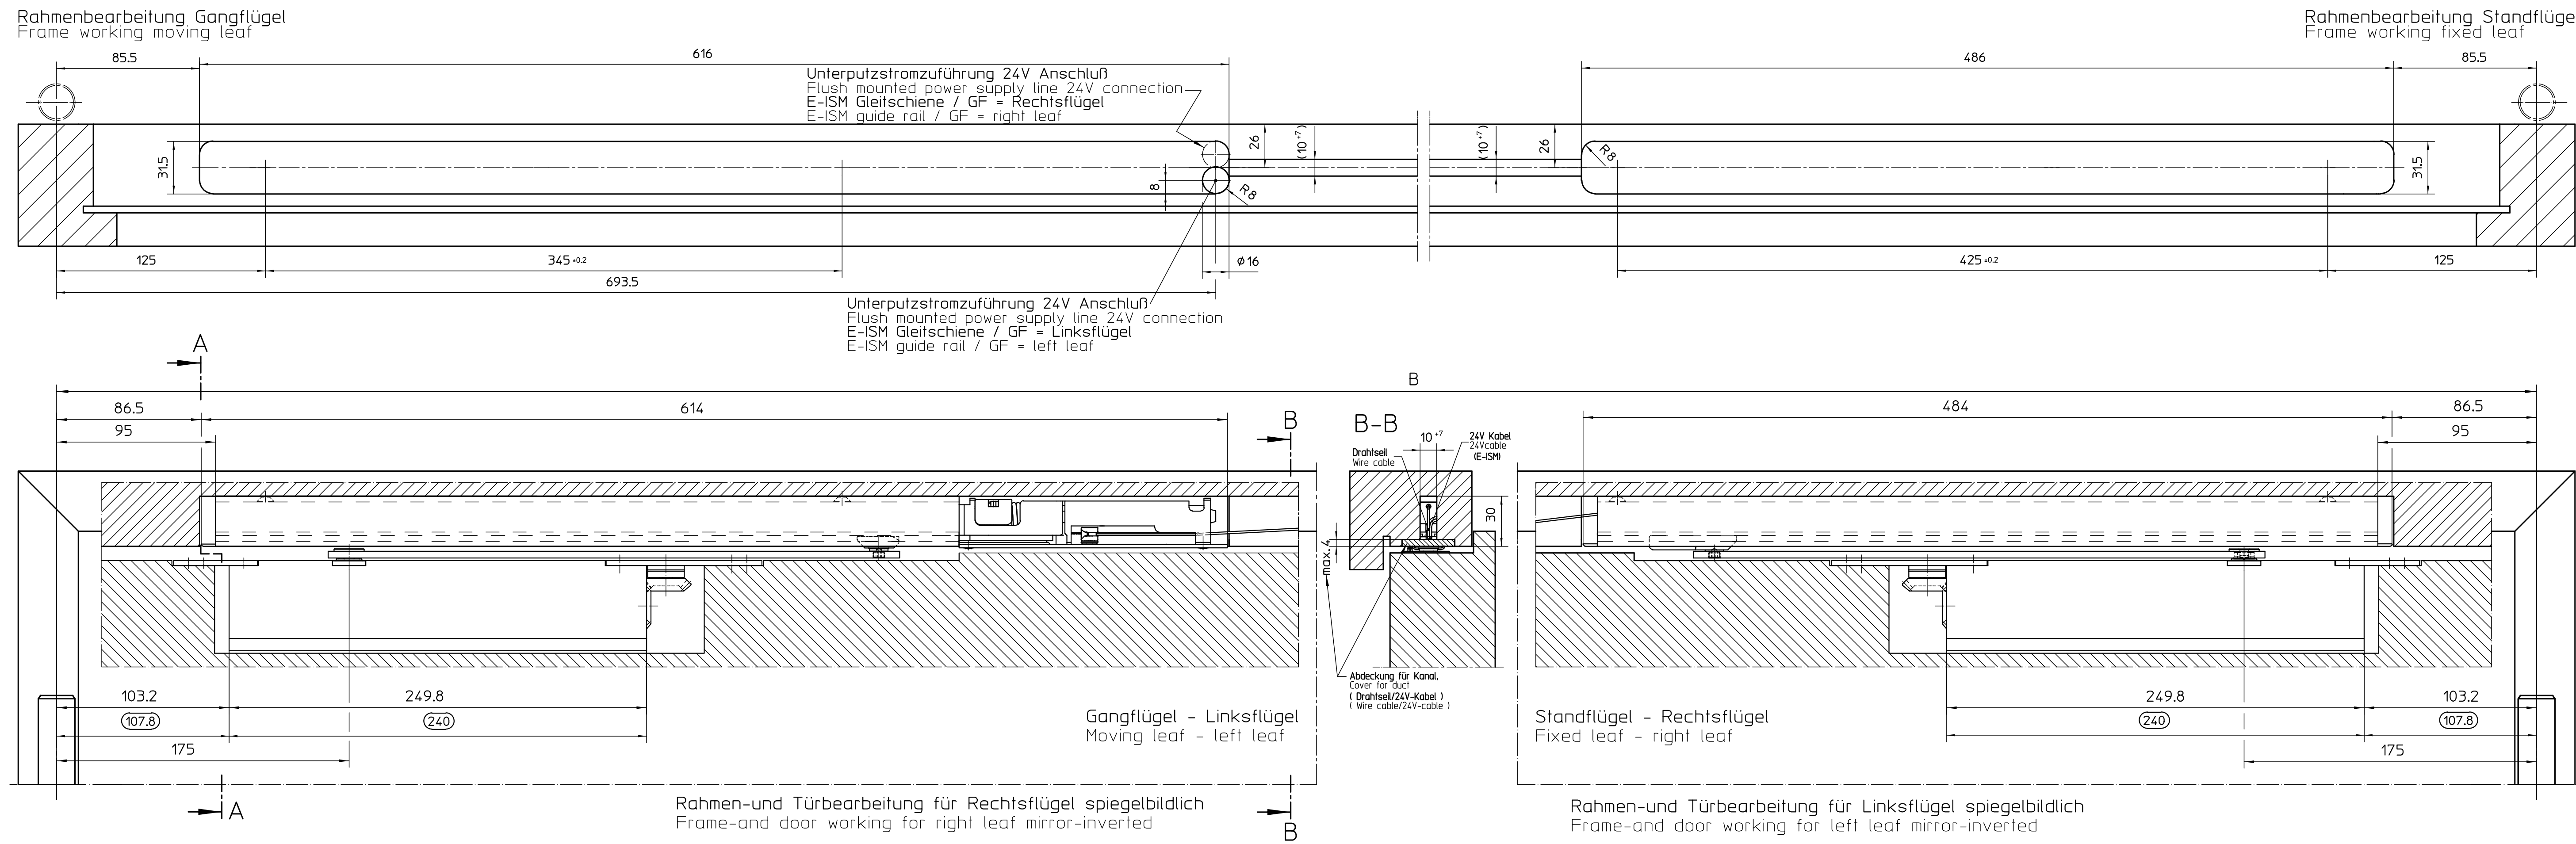 Rahmenbearbeitung Gangflügel
Frame working moving leaf
Rahmenbearbeitung Standflüge
Frame working fixed leaf
85.5
616
486
85.5
Unterputzstromzuführung 24V Anschluß
Flush mounted power supply line 24V connection
E-ISM Gleitschiene / GF = Rechtsflügel
E-ISM guide rail / GF = right leaf
31.5
8
R8
26
(10 +7)
(10 +7)
26
R8
31.5
125
345 ±0.2
Ø16
425 ±0.2
125
693.5
Unterputzstromzuführung 24V Anschluß
Flush mounted power supply line 24V connection
E-ISM Gleitschiene / GF = Linksflügel
E-ISM guide rail / GF = left leaf
A
B
86.5
614
B
B-B
484
86.5
95
95
10 +7
24V Kabel
24Vcable
(E-ISM)
Drahtseil
Wire cable
30
max. 4
Abdeckung für Kanal,
Cover for duct
( Drahtseil/24V-Kabel )
( Wire cable/24V-cable )
103.2
249.8
107.8
240
175
Gangflügel - Linksflügel
Moving leaf - left leaf
Standflügel - Rechtsflügel
Fixed leaf - right leaf
249.8
103.2
240
107.8
175
A
Rahmen-und Türbearbeitung für Rechtsflügel spiegelbildlich
Frame-and door working for right leaf mirror-inverted
B
Rahmen-und Türbearbeitung für Linksflügel spiegelbildlich
Frame-and door working for left leaf mirror-inverted